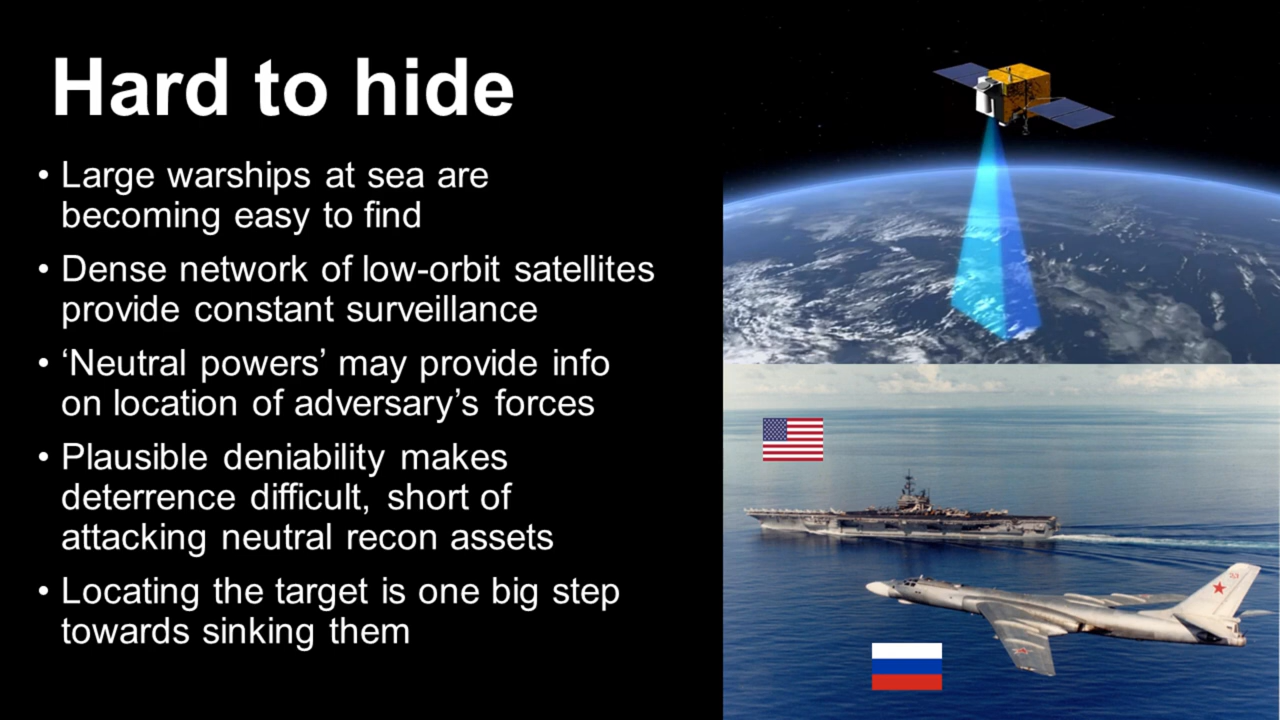 Hard to hide
• Large warships at sea are
becoming easy to find
• Dense network of low-orbit satellites
provide constant surveillance
• ‘Neutral powers’ may provide info
on location of adversary’s forces
• Plausible deniability makes
deterrence difficult, short of
attacking neutral recon assets
• Locating the target is one big step
towards sinking them